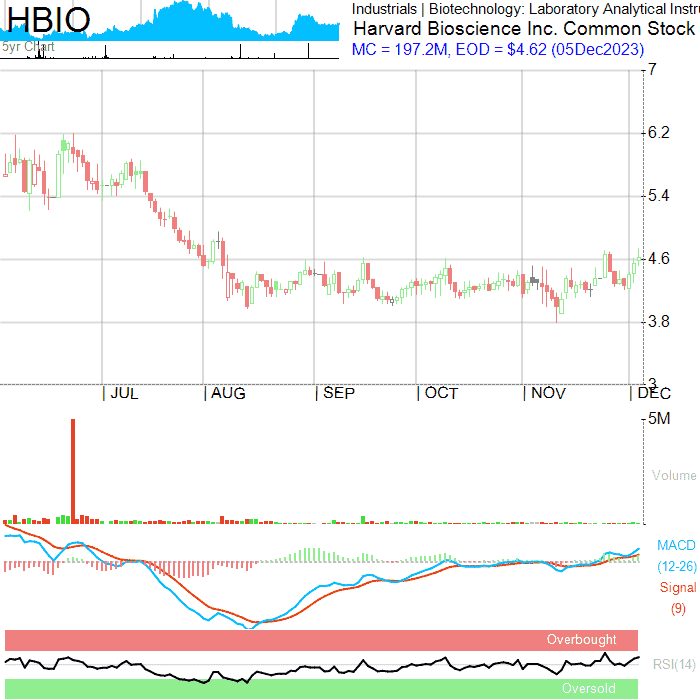 HBIO
5yr Chart
Industrials | Biotechnology: Laboratory Analytical Instru
Harvard Bioscience Inc. Common Stock
MC = 197.2M, EOD = $4.62 (05Dec2023)
7
6.2
5.4
4.6
3.8
3
| JUL | AUG | SEP | OCT | NOV | DEC
5M
Volume
MACD
(12-26)
Signal
(9)
Overbought
RSI(14)
Oversold